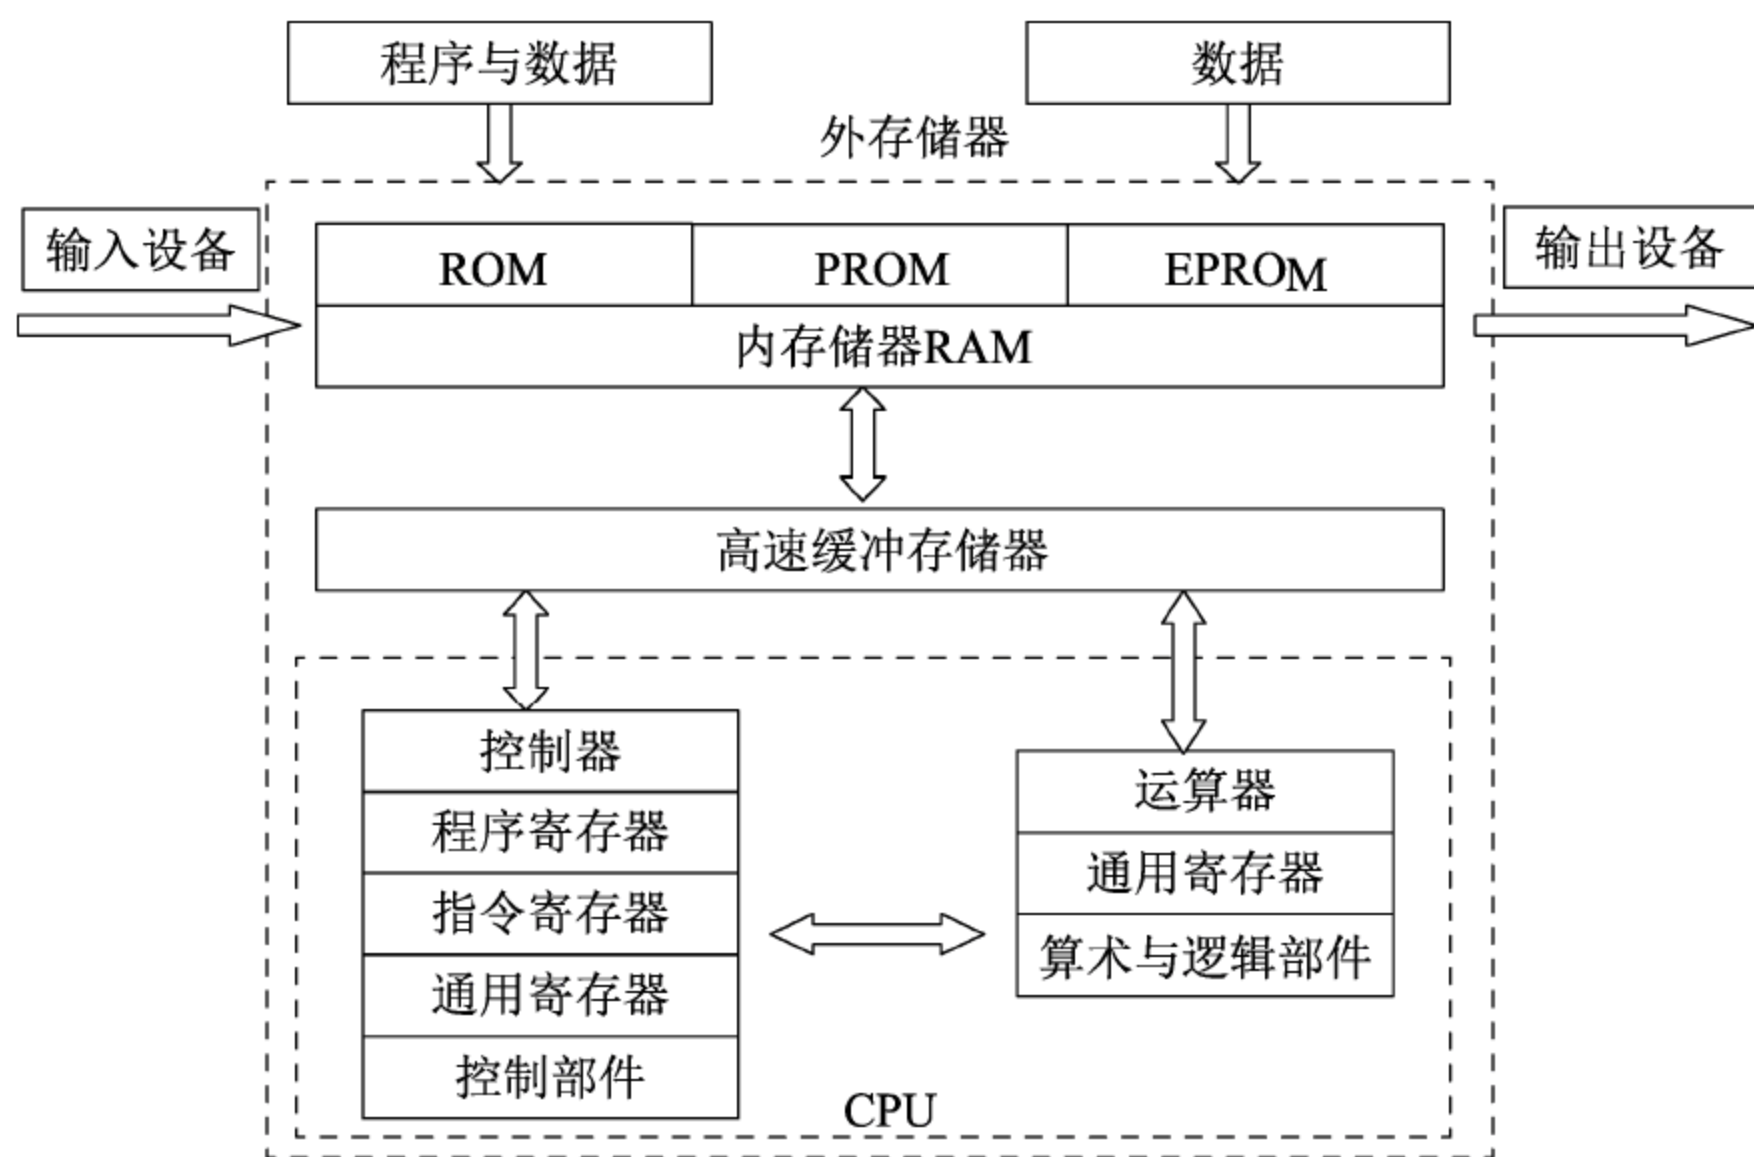 程序与数据
数据
外存储器
输入设备
输出设备
ROM
PROM
EPROM
内存储器RAM
高速缓冲存储器
控制器
程序寄存器
指令寄存器
通用寄存器
控制部件
运算器
通用寄存器
算术与逻辑部件
CPU